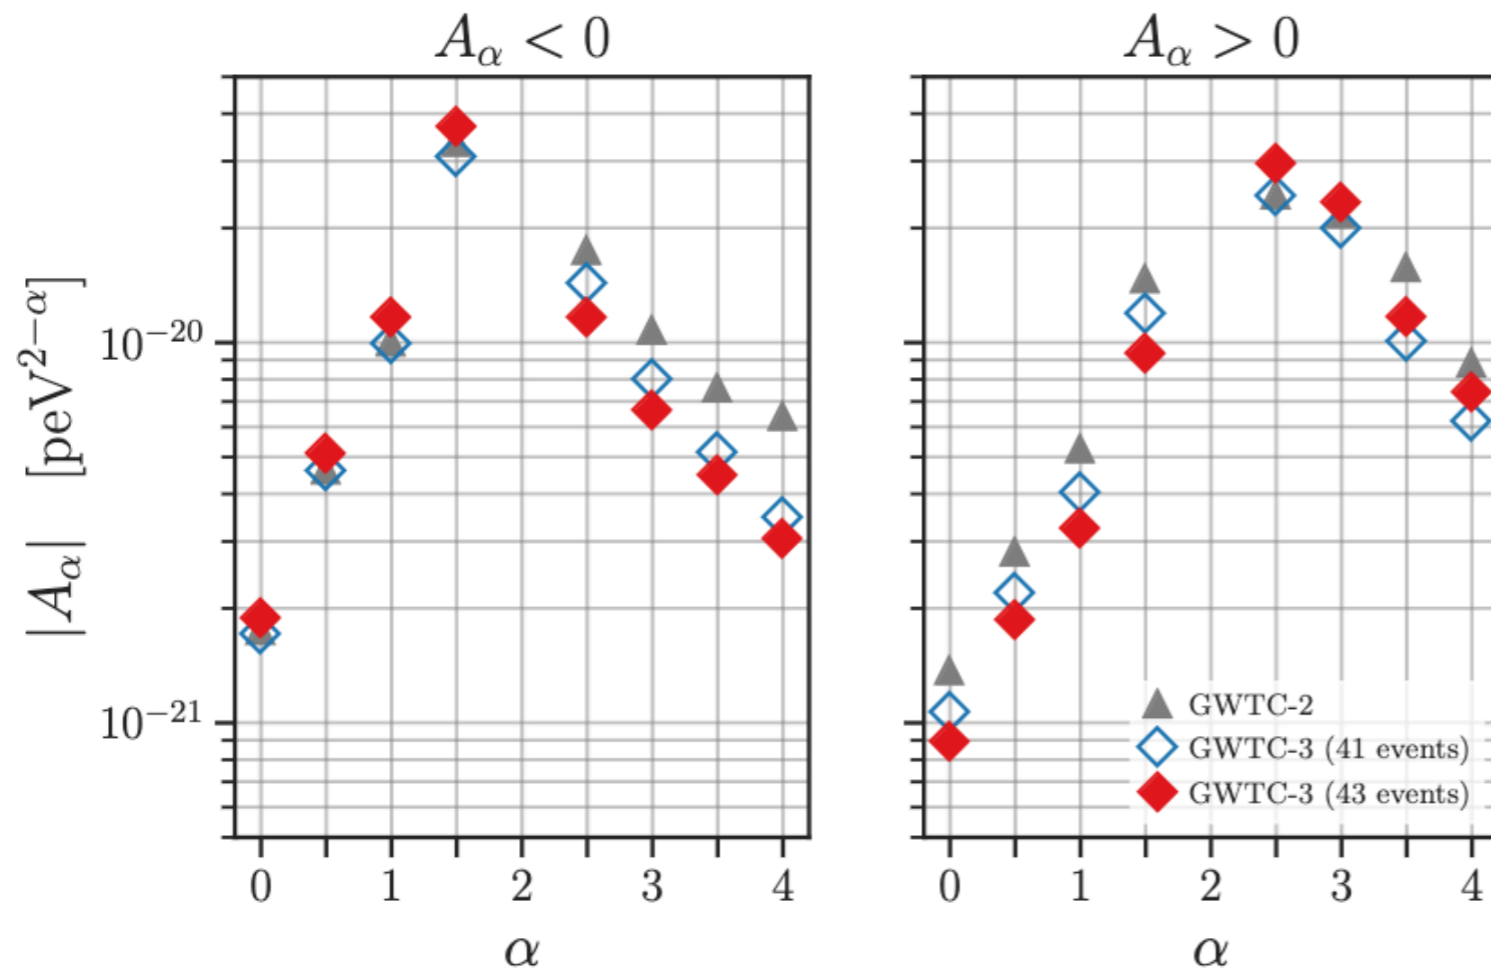 A_α < 0
A_α > 0
|A_α| [peV^{2−α}]
10^{−20}
10^{−21}
0 1 2 3 4
0 1 2 3 4
α
α
GWTC-2
GWTC-3 (41 events)
GWTC-3 (43 events)